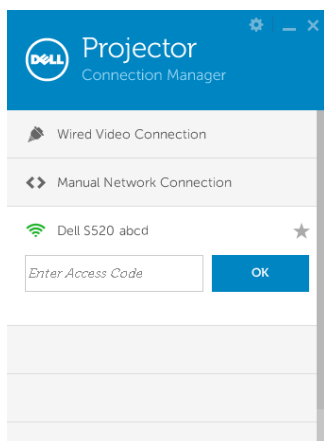 DELL
Projector
Connection Manager
Wired Video Connection
Manual Network Connection
Dell S520 abcd
Enter Access Code
OK